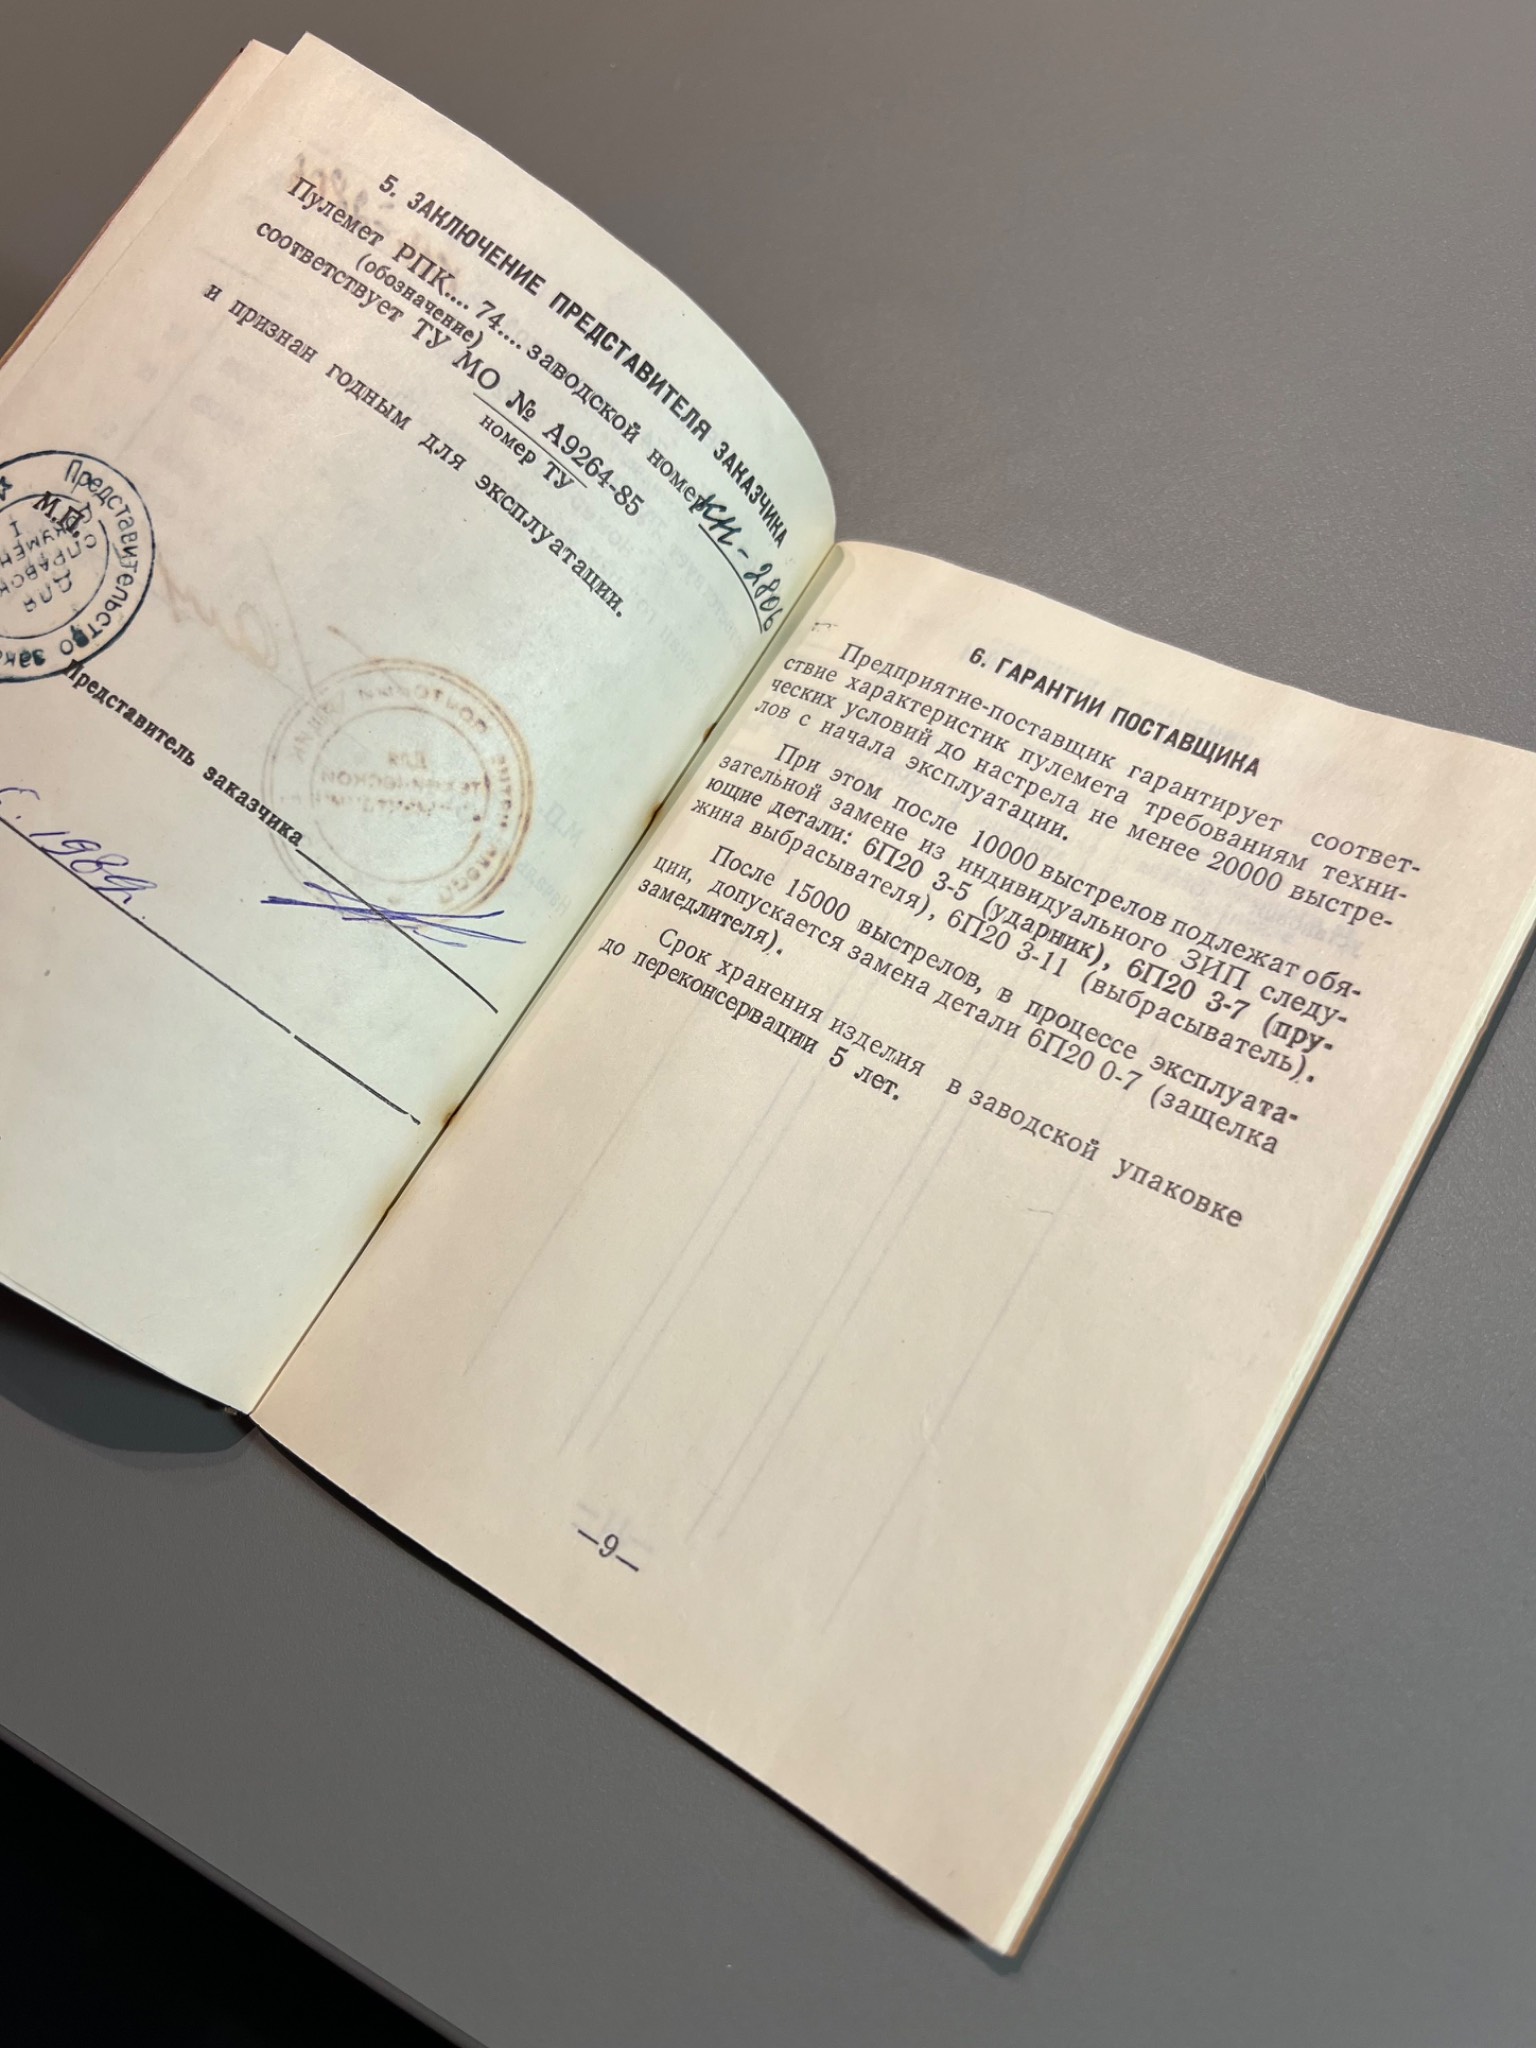 5. ЗАКЛЮЧЕНИЕ ПРЕДСТАВИТЕЛЯ ЗАКАЗЧИКА
Пулемет РПК.... 74.... заводской номер КН-2806
(обозначение)
соответствует ТУ МО № А9264-85
номер ТУ
и признан годным для эксплуатации.
М.П.
Представительство
ДЛЯ
Представитель заказчика
1989г.
6. ГАРАНТИИ ПОСТАВЩИКА
Предприятие-поставщик гарантирует соответ-
ствие характеристик пулемета требованиям техни-
ческих условий до настрела не менее 20000 выстре-
лов с начала эксплуатации.
При этом после 10000 выстрелов подлежат обя-
зательной замене из индивидуального ЗИП следу-
ющие детали: 6П20 3-5 (ударник), 6П20 3-7 (пру-
жина выбрасывателя), 6П20 3-11 (выбрасыватель).
После 15000 выстрелов, в процессе эксплуата-
ции, допускается замена детали 6П20 0-7 (защелка
замедлителя).
Срок хранения изделия в заводской упаковке
до переконсервации 5 лет.
—9—